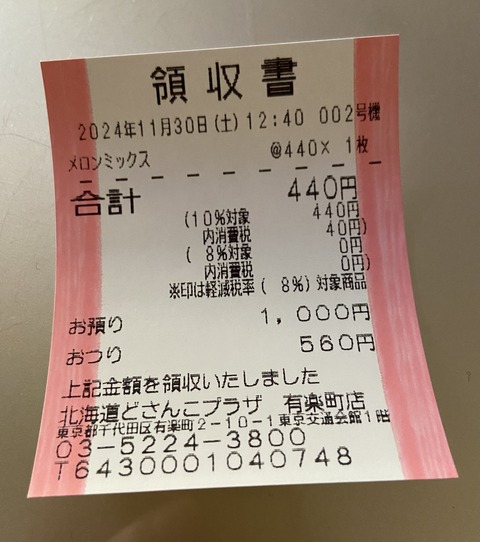 領収書
2024年11月30日(土)12:40 002号機
メロンミックス @440× 1枚
合計 440円
(10%対象 440円
内消費税 40円)
( 8%対象 0円
内消費税 0円)
※印は軽減税率( 8%)対象商品
お預り 1,000円
おつり 560円
上記金額を領収いたしました
北海道どさんこプラザ 有楽町店
東京都千代田区有楽町2-10-1東京交通会館1階
03-5224-3800
T6430001040748